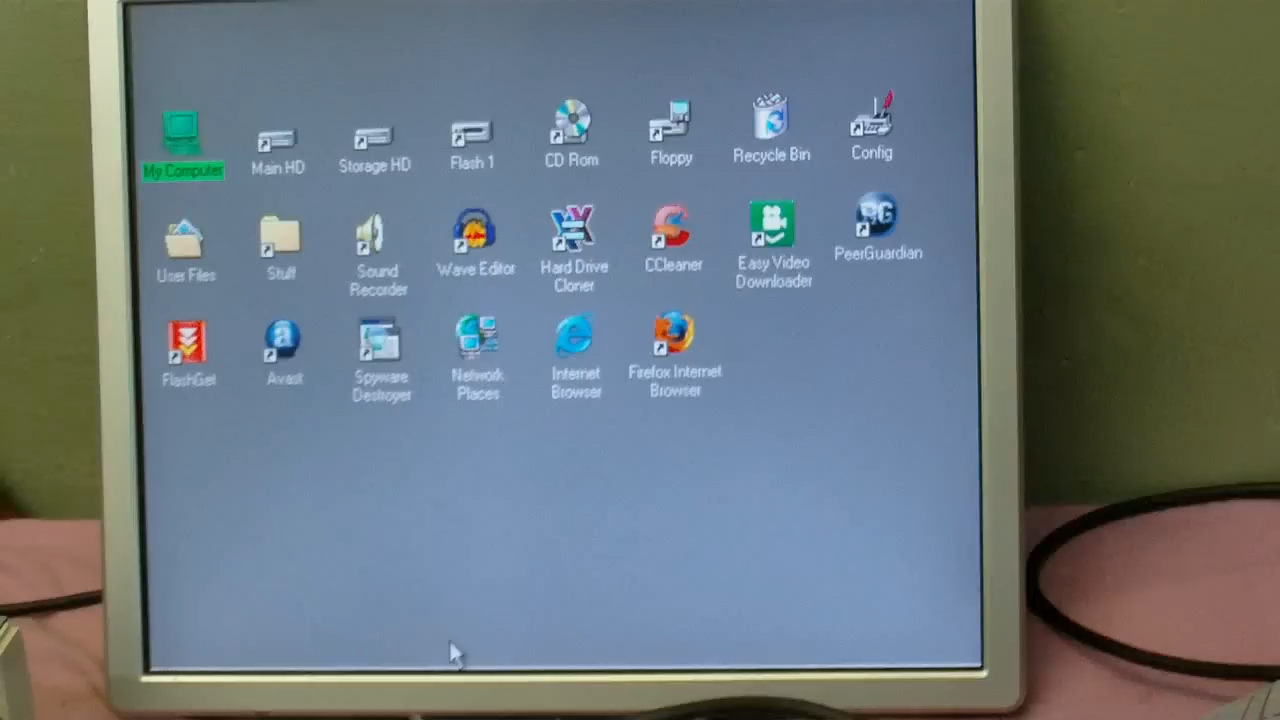 My Computer
Main HD
Storage HD
Flash 1
CD Rom
Floppy
Recycle Bin
Config
User Files
Stuff
Sound
Recorder
Wave Editor
Hard Drive
Cloner
CCleaner
Easy Video
Downloader
PG
PeerGuardian
FlashGet
a
Avast
Spyware
Destroyer
Network
Places
Internet
Browser
Firefox Internet
Browser